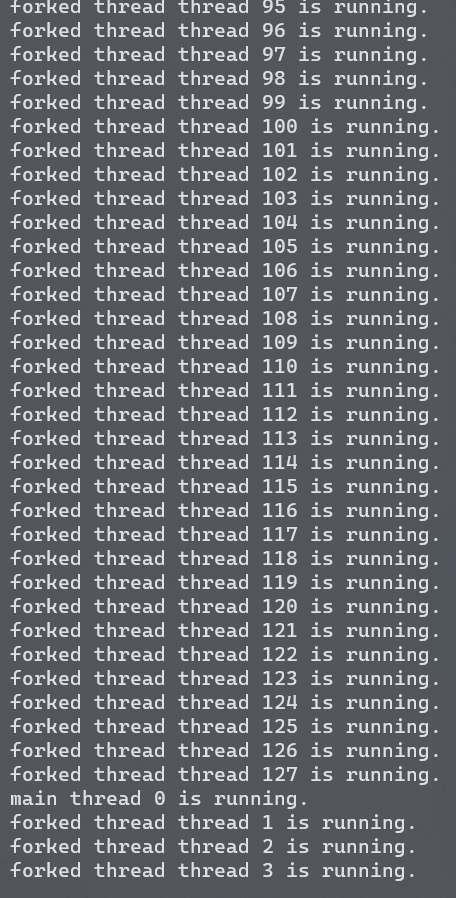 forked thread thread 95 is running.
forked thread thread 96 is running.
forked thread thread 97 is running.
forked thread thread 98 is running.
forked thread thread 99 is running.
forked thread thread 100 is running.
forked thread thread 101 is running.
forked thread thread 102 is running.
forked thread thread 103 is running.
forked thread thread 104 is running.
forked thread thread 105 is running.
forked thread thread 106 is running.
forked thread thread 107 is running.
forked thread thread 108 is running.
forked thread thread 109 is running.
forked thread thread 110 is running.
forked thread thread 111 is running.
forked thread thread 112 is running.
forked thread thread 113 is running.
forked thread thread 114 is running.
forked thread thread 115 is running.
forked thread thread 116 is running.
forked thread thread 117 is running.
forked thread thread 118 is running.
forked thread thread 119 is running.
forked thread thread 120 is running.
forked thread thread 121 is running.
forked thread thread 122 is running.
forked thread thread 123 is running.
forked thread thread 124 is running.
forked thread thread 125 is running.
forked thread thread 126 is running.
forked thread thread 127 is running.
main thread 0 is running.
forked thread thread 1 is running.
forked thread thread 2 is running.
forked thread thread 3 is running.